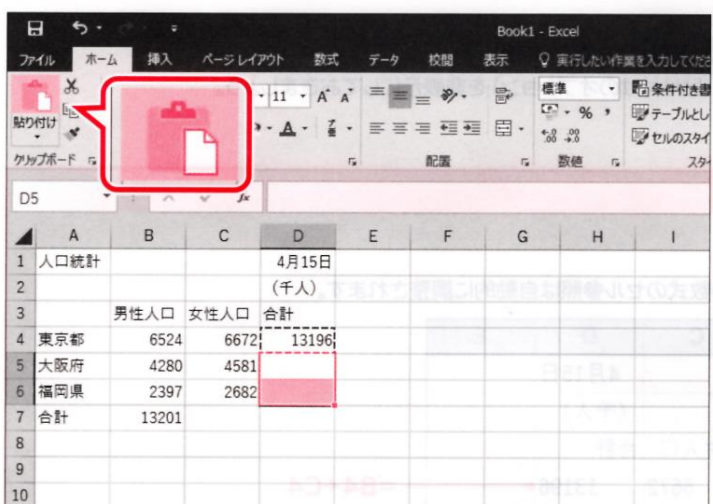 Book1 - Excel
ファイル ホーム 挿入 ページレイアウト 数式 データ 校閲 表示 実行したい作業を入力してくださ
貼り付け 11 A A 標準 条件付き書
A % , テーブルとし
.00 .00 セルのスタイ
クリップボード 配置 数値 スタ
D5 fx
A B C D E F G H I
1 人口統計 4月15日
2 (千人)
3 男性人口 女性人口 合計
4 東京都 6524 6672 13196
5 大阪府 4280 4581
6 福岡県 2397 2682
7 合計 13201
8
9
10